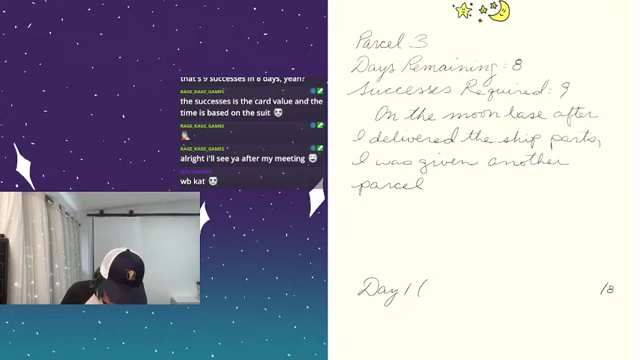 that's 9 successes in 8 days, yeah?
RAGE_KAGE_GAMES
the successes is the card value and the
time is based on the suit
RAGE_KAGE_GAMES
RAGE_KAGE_GAMES
alright i'll see ya after my meeting
wb kat
Parcel 3
Days Remaining: 8
Successes Required: 9
On the moon base after
I delivered the ship parts,
I was given another
parcel
Day 1 (
18